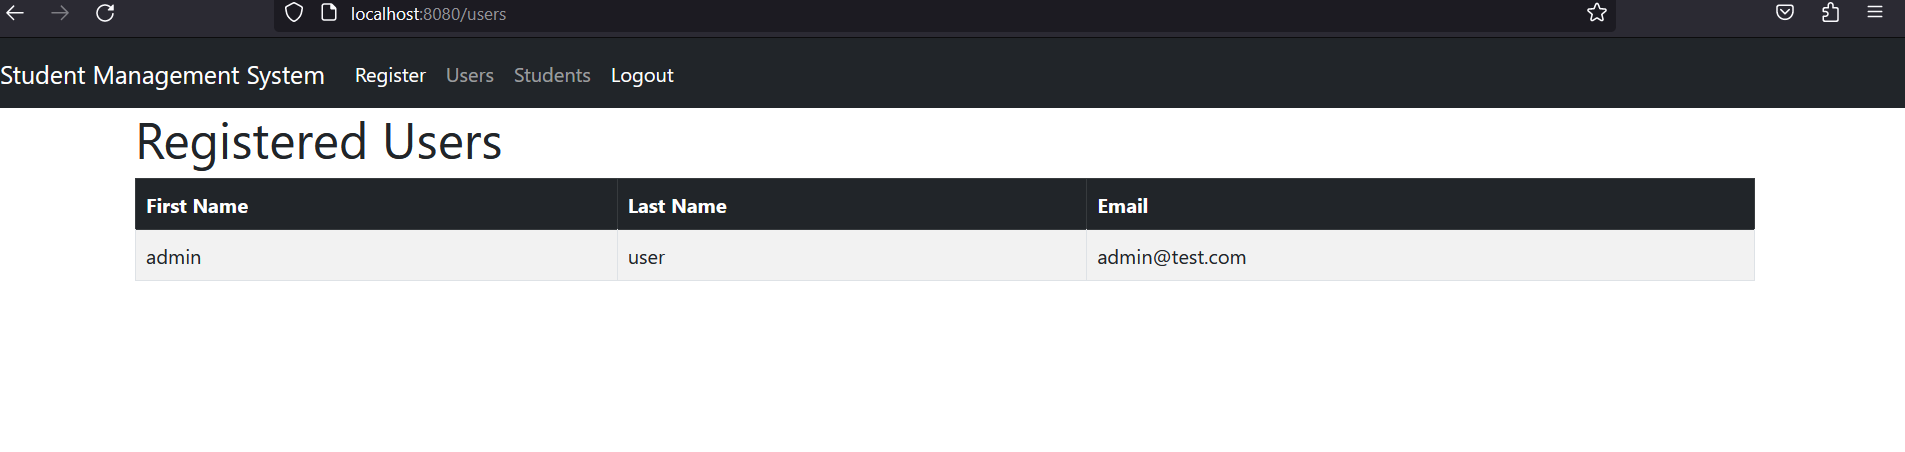 localhost:8080/users
Student Management System Register Users Students Logout
Registered Users
First Name Last Name Email
admin user admin@test.com